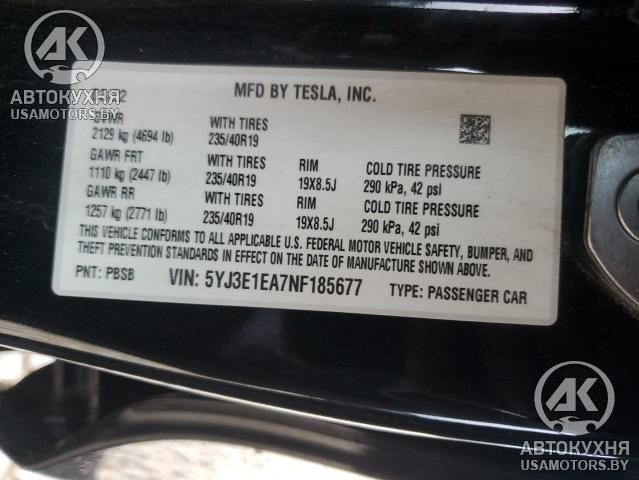 AK
АВТОКУХНЯ
USAMOTORS.BY
MFD BY TESLA, INC.
GVWR
2129 kg (4694 lb)
WITH TIRES
235/40R19
GAWR FRT
1110 kg (2447 lb)
WITH TIRES
235/40R19
RIM
19X8.5J
COLD TIRE PRESSURE
290 kPa, 42 psi
GAWR RR
1257 kg (2771 lb)
WITH TIRES
235/40R19
RIM
19X8.5J
COLD TIRE PRESSURE
290 kPa, 42 psi
THIS VEHICLE CONFORMS TO ALL APPLICABLE U.S. FEDERAL MOTOR VEHICLE SAFETY, BUMPER, AND
THEFT PREVENTION STANDARDS IN EFFECT ON THE DATE OF MANUFACTURE SHOWN ABOVE.
PNT: PBSB
VIN: 5YJ3E1EA7NF185677
TYPE: PASSENGER CAR
AK
АВТОКУХНЯ
USAMOTORS.BY